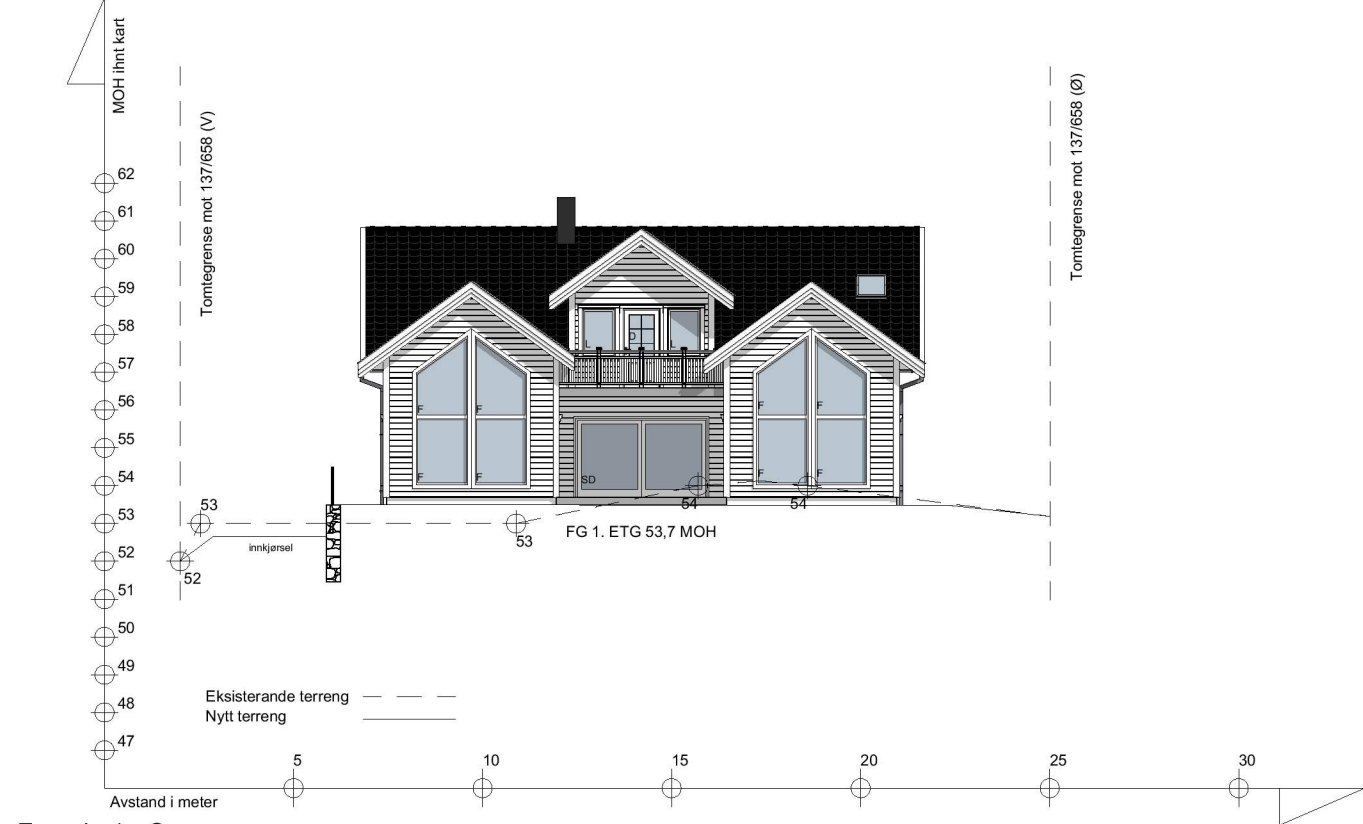 MOH ihnt kart
Tomtegrense mot 137/658 (V)
Tomtegrense mot 137/658 (Ø)
62
61
60
59
58
57
56
55
54
53
52
51
50
49
48
47
L D L
F F F F
F F F F
SD
54 54
53
53
52
innkjørsel
FG 1. ETG 53,7 MOH
Eksisterande terreng
Nytt terreng
5 10 15 20 25 30
Avstand i meter